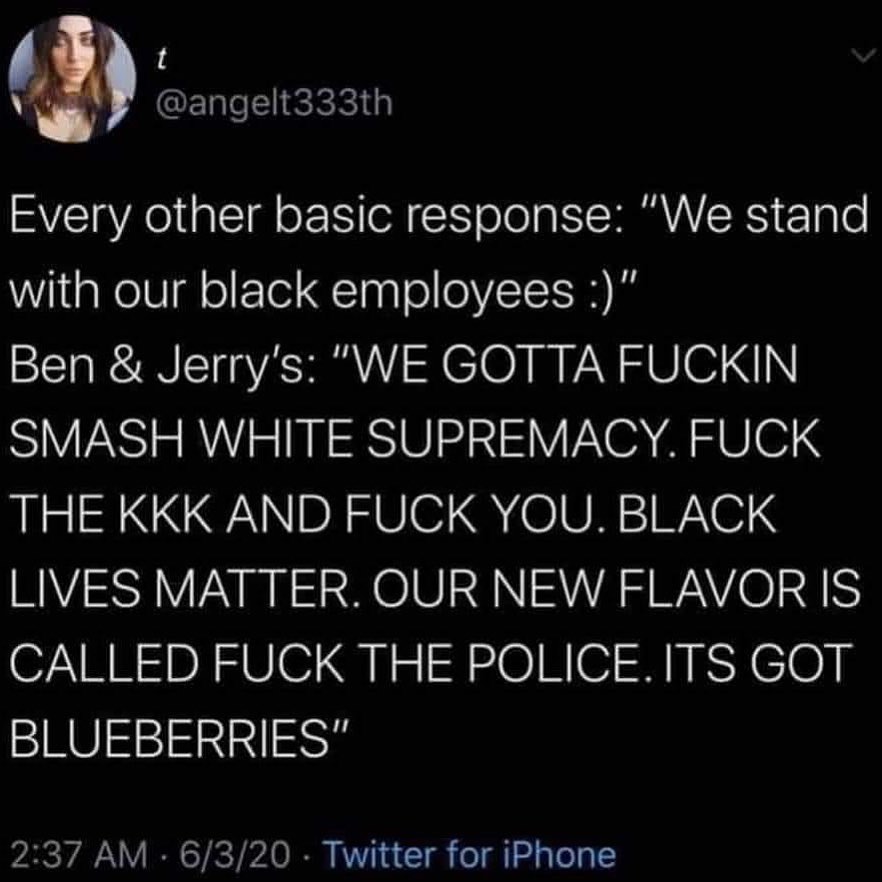 t
@angelt333th
Every other basic response: "We stand
with our black employees :)"
Ben & Jerry's: "WE GOTTA FUCKIN
SMASH WHITE SUPREMACY. FUCK
THE KKK AND FUCK YOU. BLACK
LIVES MATTER. OUR NEW FLAVOR IS
CALLED FUCK THE POLICE. ITS GOT
BLUEBERRIES"
2:37 AM · 6/3/20 · Twitter for iPhone